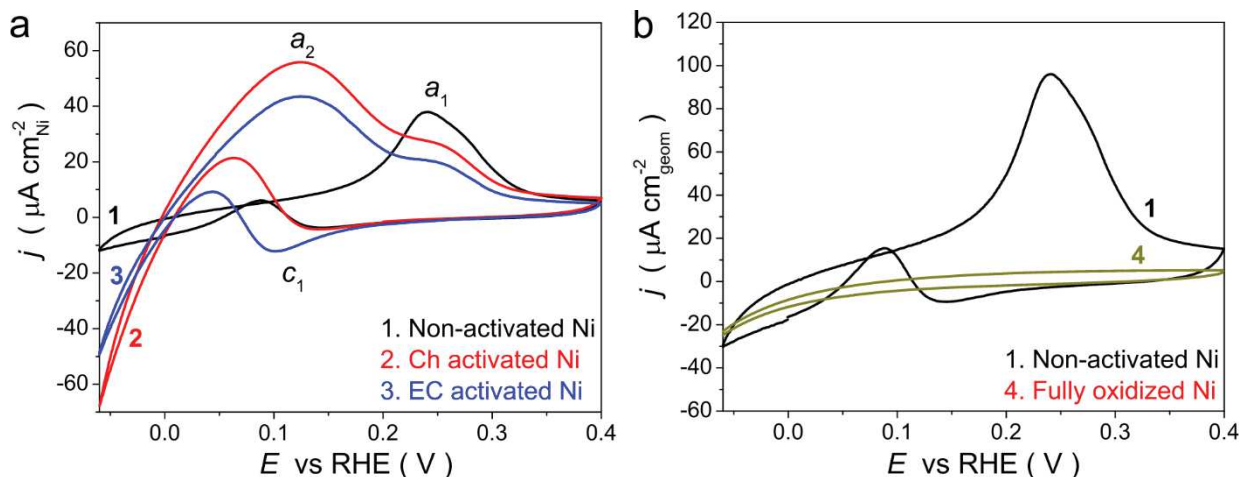 a
60
40
20
0
-20
-40
-60
j ( μA cm⁻²Ni )
a₂
a₁
c₁
1
3
2
1. Non-activated Ni
2. Ch activated Ni
3. EC activated Ni
0.0 0.1 0.2 0.3 0.4
E vs RHE ( V )
b
120
100
80
60
40
20
0
-20
-40
-60
j ( μA cm⁻²geom )
1
4
1. Non-activated Ni
4. Fully oxidized Ni
0.0 0.1 0.2 0.3 0.4
E vs RHE ( V )